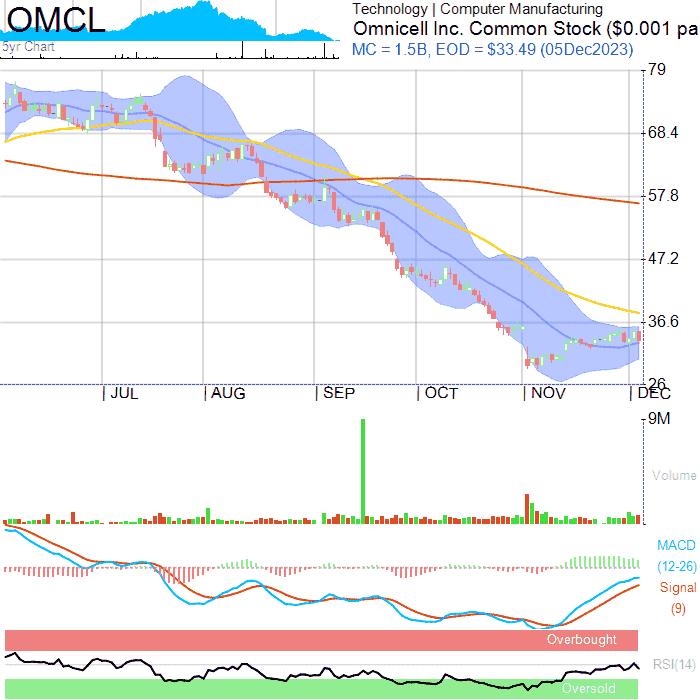 OMCL
5yr Chart
Technology | Computer Manufacturing
Omnicell Inc. Common Stock ($0.001 pa
MC = 1.5B, EOD = $33.49 (05Dec2023)
79
68.4
57.8
47.2
36.6
26
| JUL | AUG | SEP | OCT | NOV | DEC
9M
Volume
MACD
(12-26)
Signal
(9)
Overbought
RSI(14)
Oversold